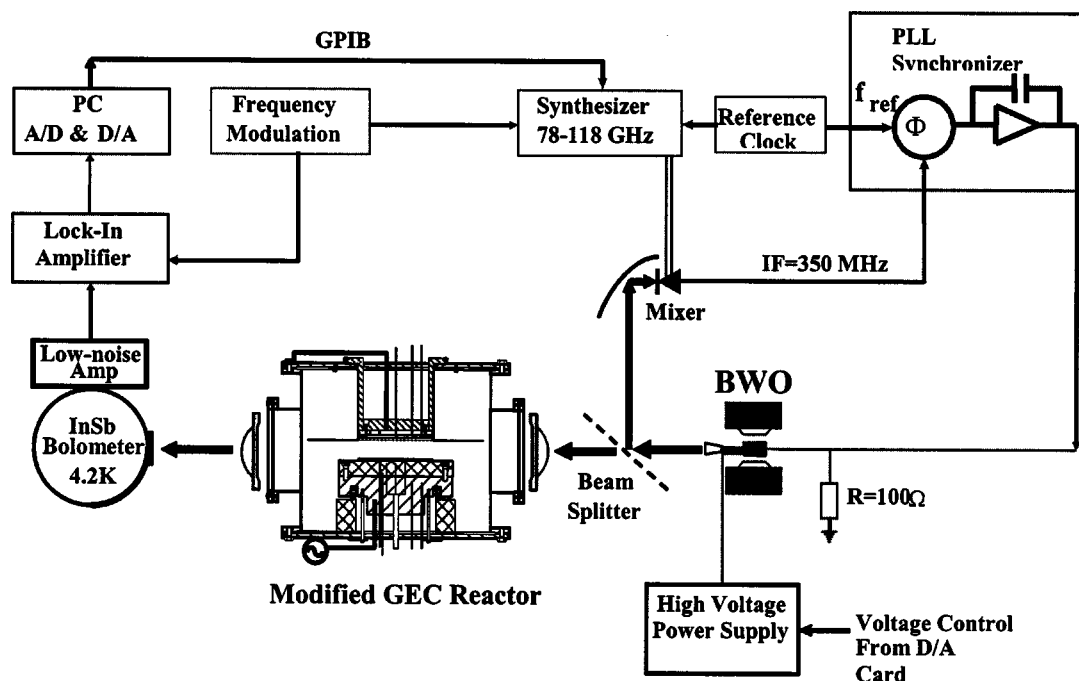 GPIB
PLL
Synchronizer
PC
A/D & D/A
Frequency
Modulation
Synthesizer
78-118 GHz
Reference
Clock
f ref
Φ
Lock-In
Amplifier
IF=350 MHz
Mixer
Low-noise
Amp
InSb
Bolometer
4.2K
BWO
Beam
Splitter
R=100Ω
Modified GEC Reactor
High Voltage
Power Supply
Voltage Control
From D/A
Card